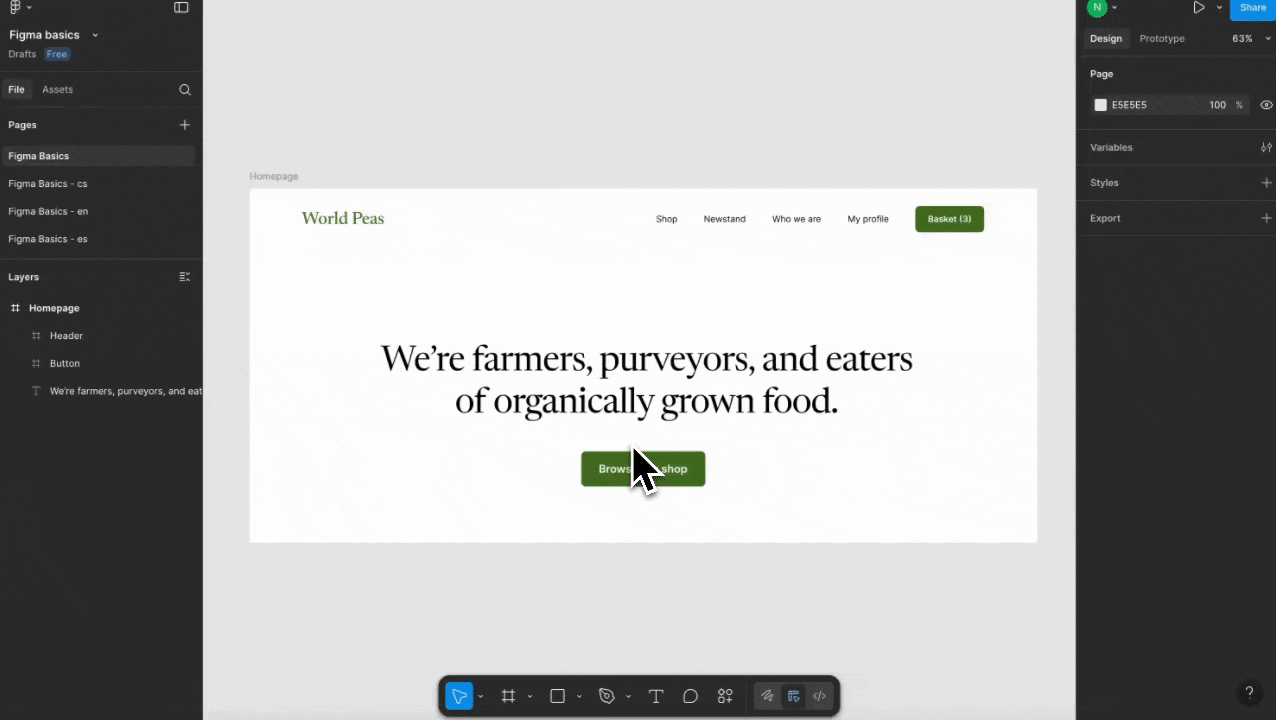 Figma basics
Drafts Free
File Assets
Pages
Figma Basics
Figma Basics - cs
Figma Basics - en
Figma Basics - es
Layers
Homepage
Header
Button
We're farmers, purveyors, and eat
Homepage
World Peas
Shop Newstand Who we are My profile Basket (3)
We’re farmers, purveyors, and eaters
of organically grown food.
shop
N
Share
Design Prototype 63%
Page
E5E5E5 100 %
Variables
Styles
Export
?